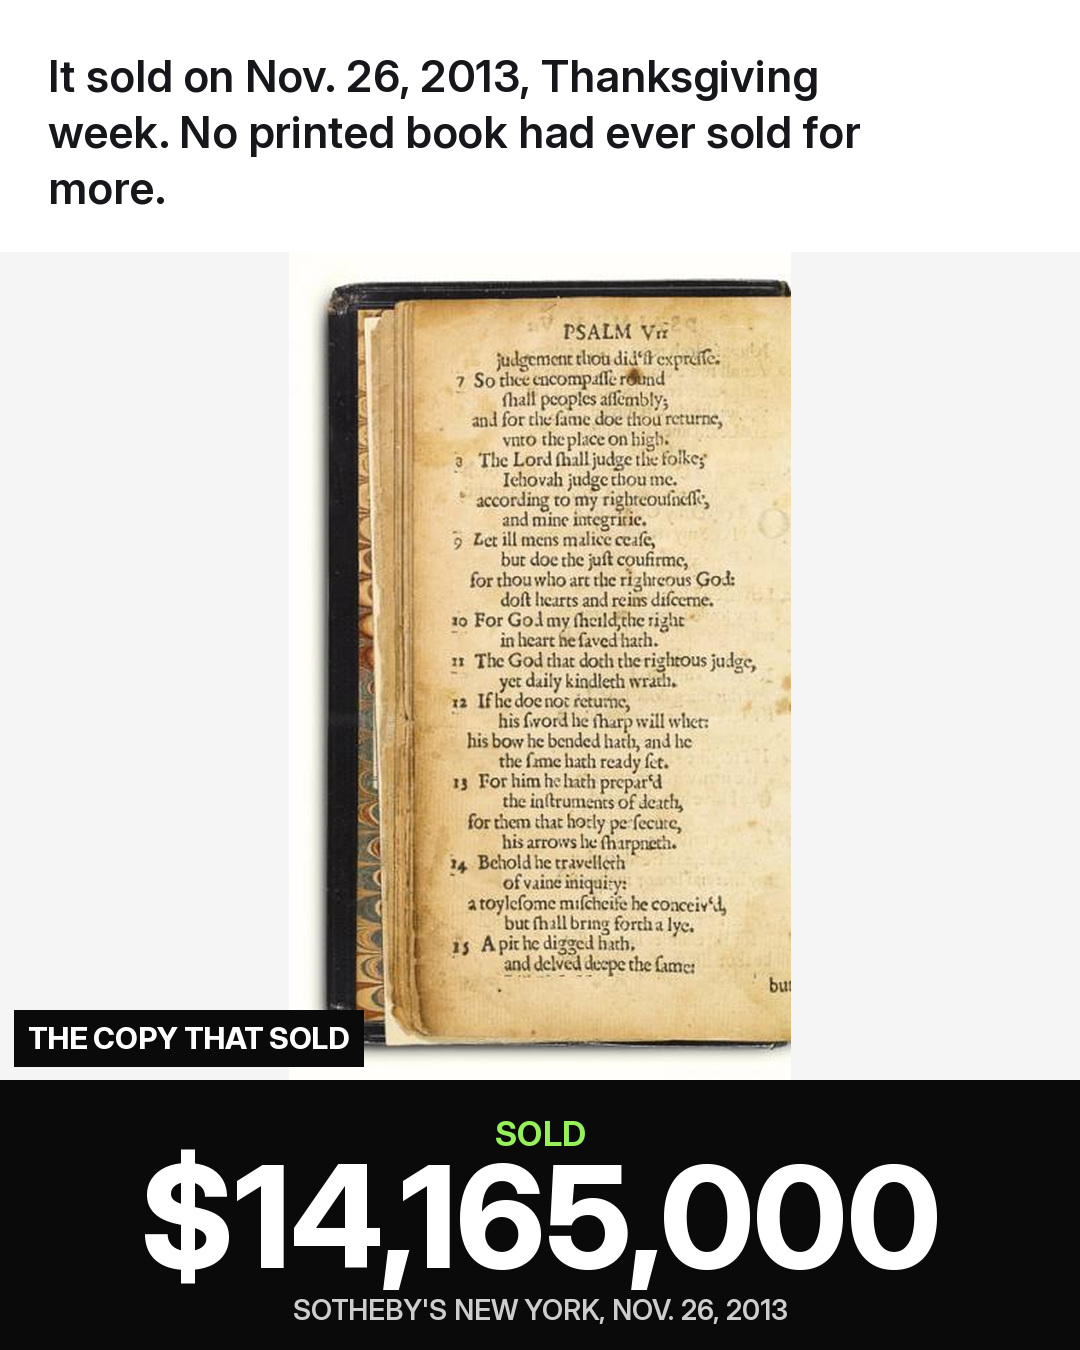 It sold on Nov. 26, 2013, Thanksgiving
week. No printed book had ever sold for
more.
PSALM VII
judgement thou did'ſt expreſſe.
7 So thee encompaſſe round
ſhall peoples aſſembly;
and for the ſame doe thou returne,
vnto the place on high.
8 The Lord ſhall judge the folke;
Iehovah judge thou me.
according to my righteouſneſſe,
and mine integritie.
9 Let ill mens malice ceaſe,
but doe the juſt confirme,
for thou who art the righteous God:
doſt hearts and reins diſcerne.
10 For God my ſheild, the right
in heart he ſaved hath.
11 The God that doth the rightous judge,
yet daily kindleth wrath.
12 If he doe not returne,
his ſword he ſharp will whet:
his bow he bended hath, and he
the ſame hath ready ſet.
13 For him he hath prepar'd
the inſtruments of death,
for them that hotly perſecute,
his arrows he ſharpneth.
14 Behold he travelleth
of vaine iniquity:
a toyleſome miſcheife he conceiv'd,
but ſhall bring forth a lye.
15 A pit he digged hath,
and delved deepe the ſame:
but
THE COPY THAT SOLD
SOLD
$14,165,000
SOTHEBY'S NEW YORK, NOV. 26, 2013